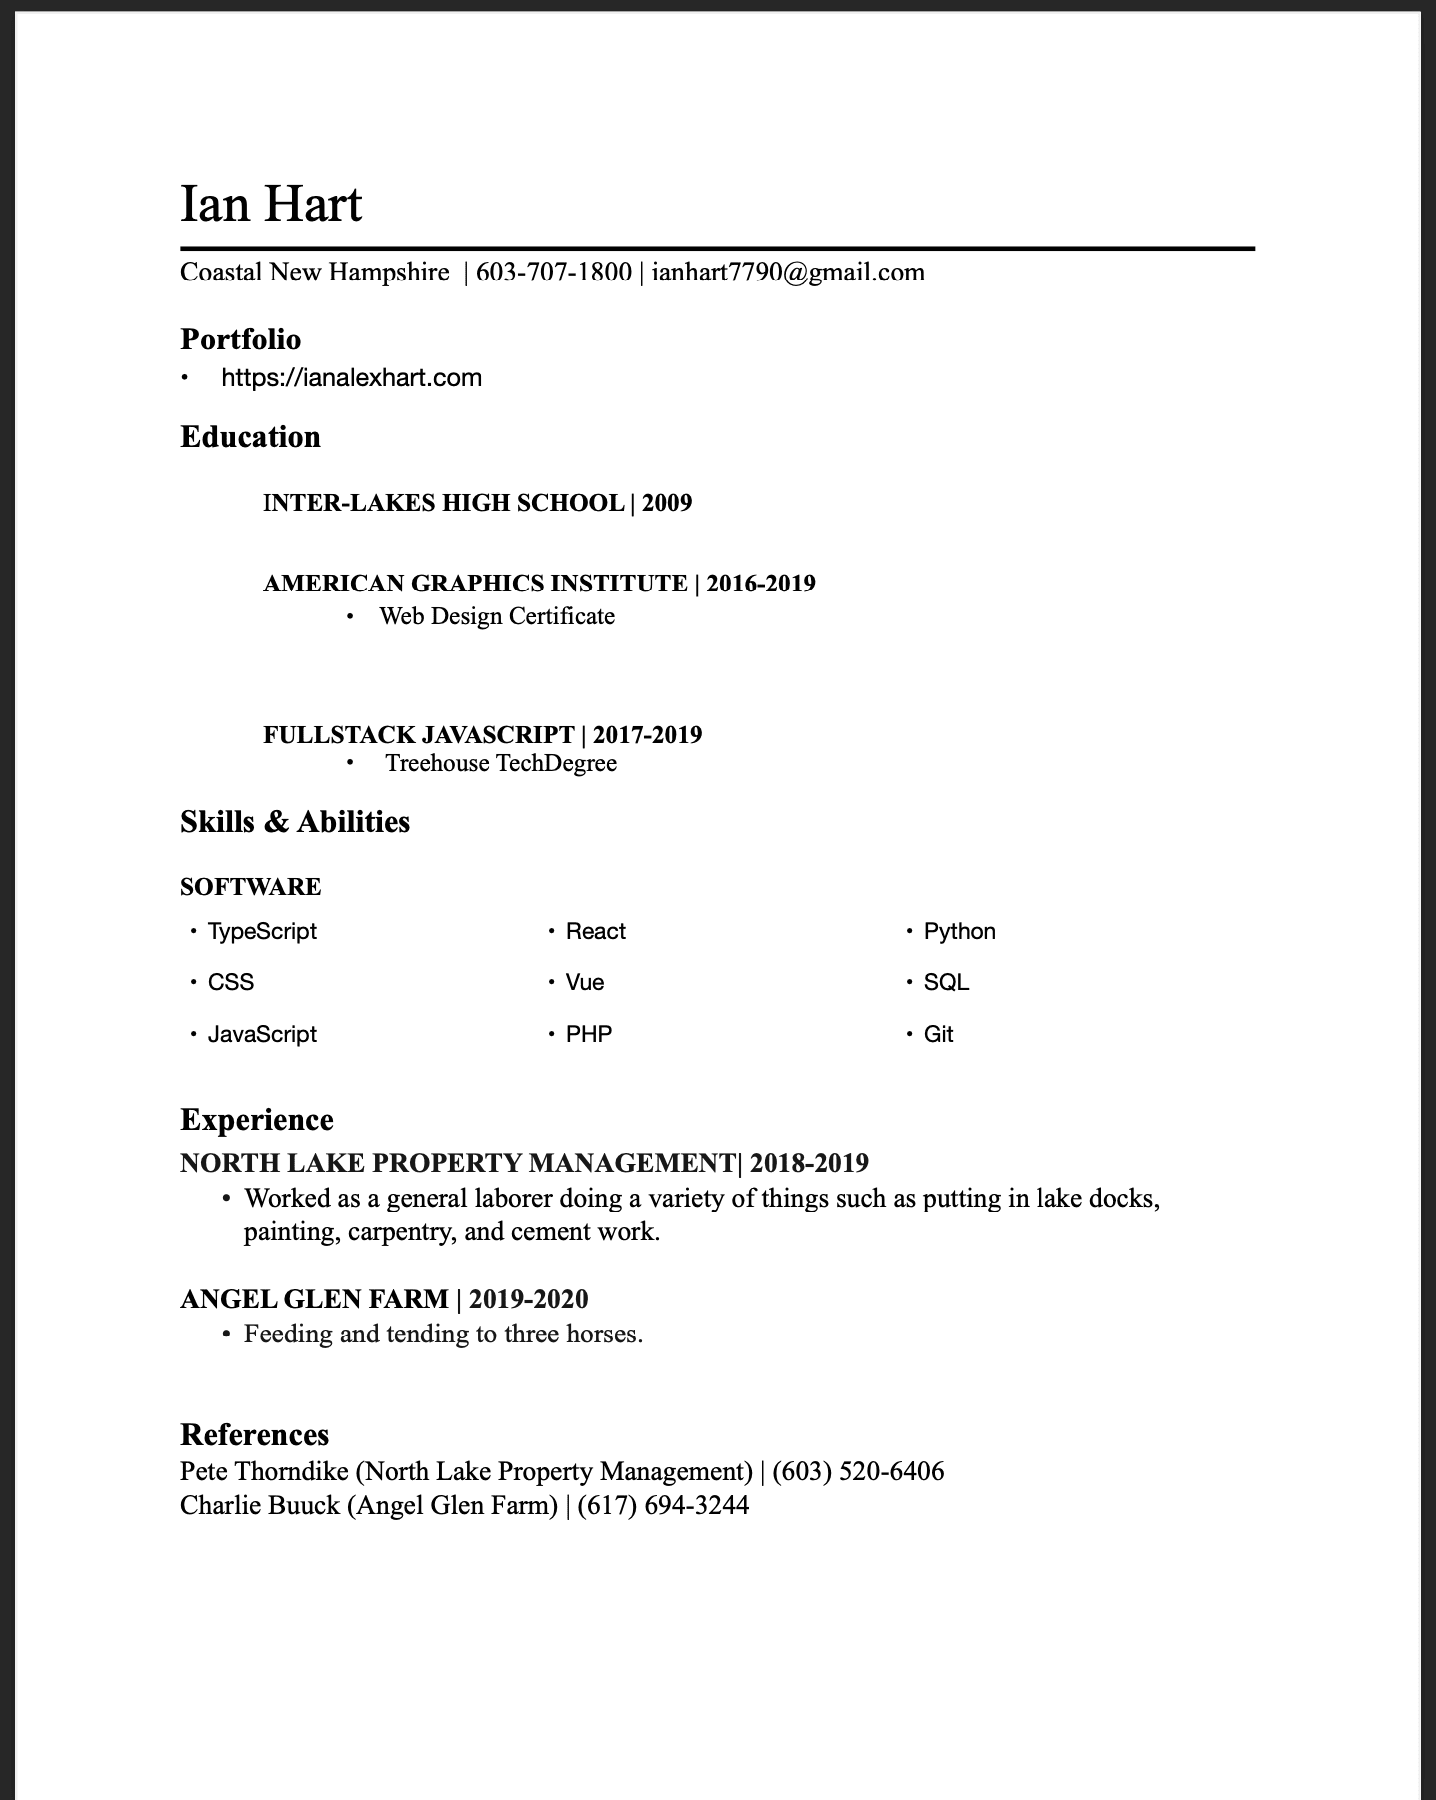 Ian Hart
Coastal New Hampshire | 603-707-1800 | ianhart7790@gmail.com
Portfolio
• https://ianalexhart.com
Education
INTER-LAKES HIGH SCHOOL | 2009
AMERICAN GRAPHICS INSTITUTE | 2016-2019
• Web Design Certificate
FULLSTACK JAVASCRIPT | 2017-2019
• Treehouse TechDegree
Skills & Abilities
SOFTWARE
• TypeScript • React • Python
• CSS • Vue • SQL
• JavaScript • PHP • Git
Experience
NORTH LAKE PROPERTY MANAGEMENT| 2018-2019
• Worked as a general laborer doing a variety of things such as putting in lake docks,
painting, carpentry, and cement work.
ANGEL GLEN FARM | 2019-2020
• Feeding and tending to three horses.
References
Pete Thorndike (North Lake Property Management) | (603) 520-6406
Charlie Buuck (Angel Glen Farm) | (617) 694-3244